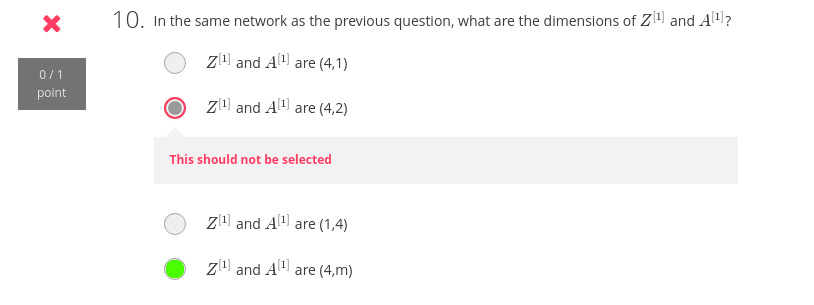 10. In the same network as the previous question, what are the dimensions of Z^[1] and A^[1]?
0 / 1
point
Z^[1] and A^[1] are (4,1)
Z^[1] and A^[1] are (4,2)
This should not be selected
Z^[1] and A^[1] are (1,4)
Z^[1] and A^[1] are (4,m)